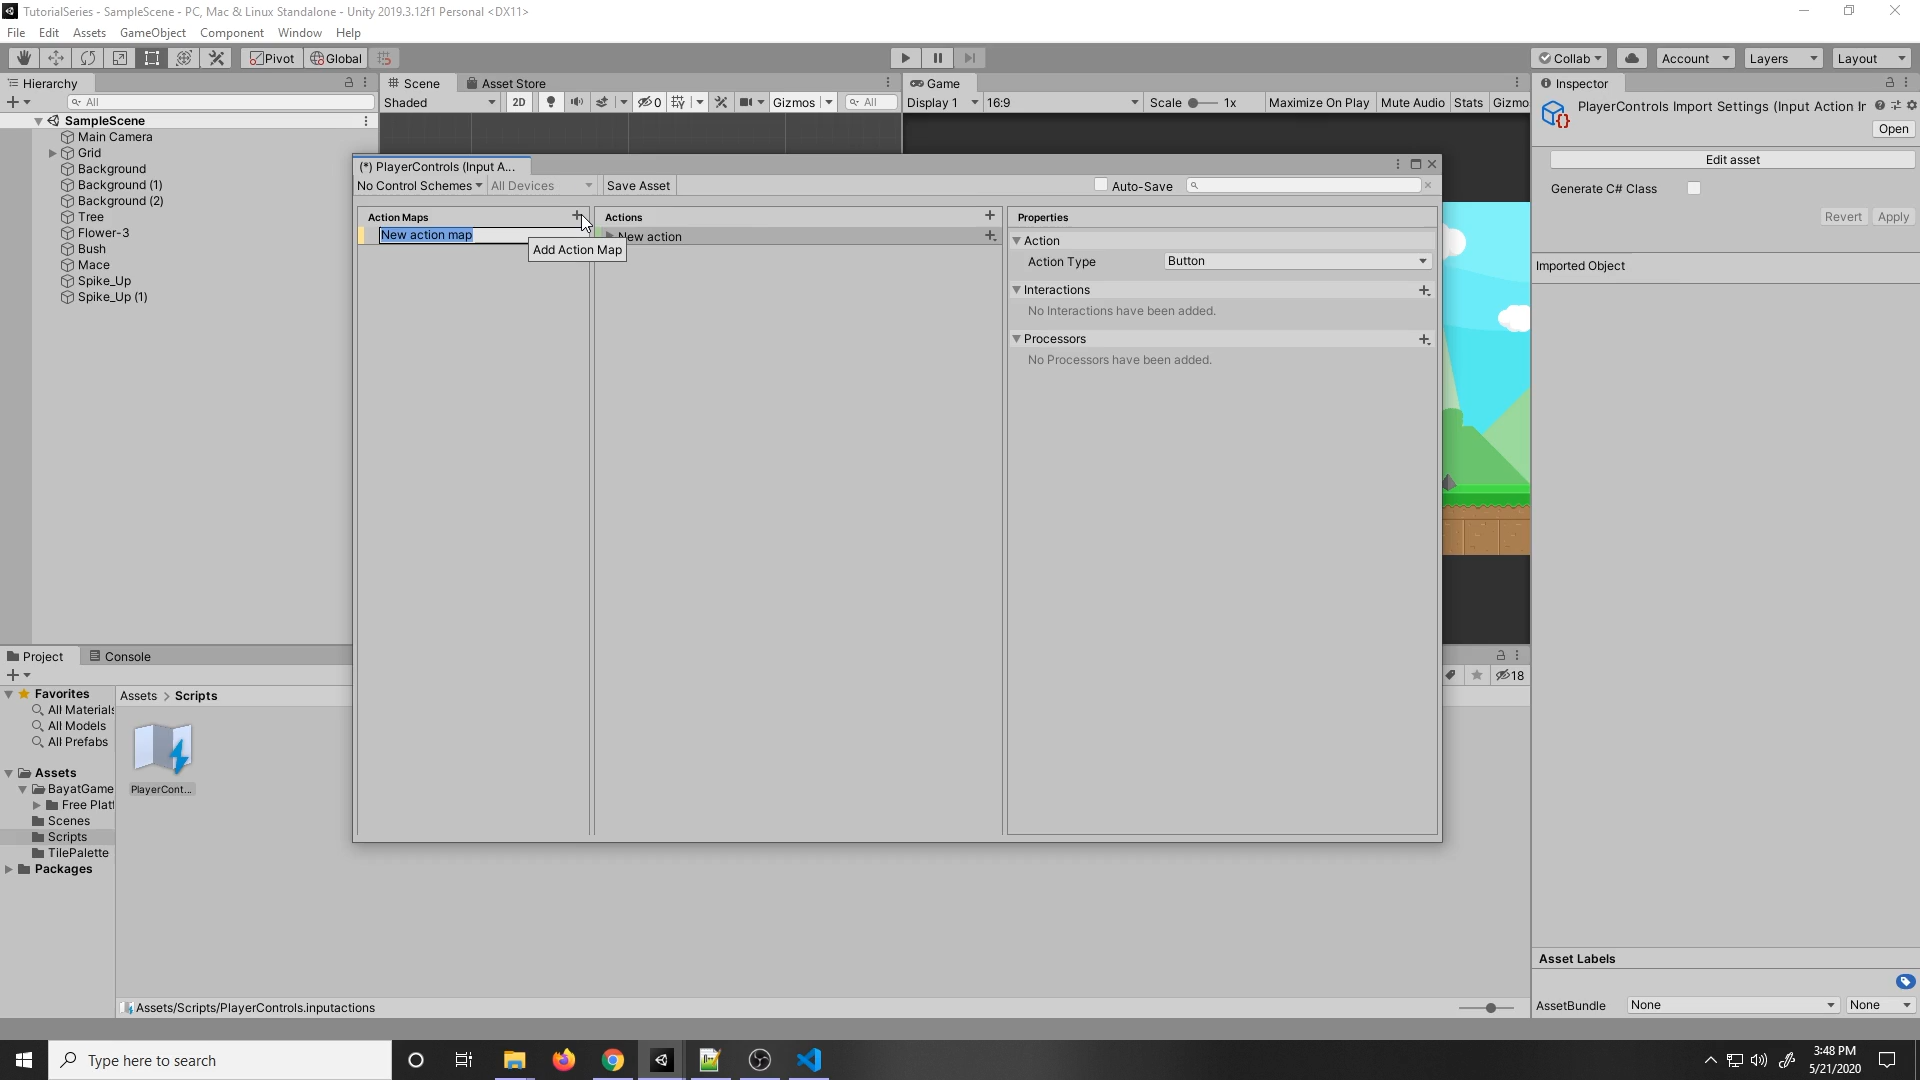 TutorialSeries - SampleScene - PC, Mac & Linux Standalone - Unity 2019.3.12f1 Personal <DX11>
File Edit Assets GameObject Component Window Help
Pivot Global Collab Account Layers Layout
Hierarchy Scene Asset Store Game Inspector
All Shaded 2D 0 Gizmos All Display 1 16:9 Scale 1x Maximize On Play Mute Audio Stats Gizmo
PlayerControls Import Settings (Input Action Ir
Open
SampleScene
Main Camera
Grid
Background
Background (1)
Background (2)
Tree
Flower-3
Bush
Mace
Spike_Up
Spike_Up (1)
(*) PlayerControls (Input A...
No Control Schemes All Devices Save Asset Auto-Save
Action Maps Actions Properties
New action map New action
Add Action Map
Action
Action Type Button
Interactions
No Interactions have been added.
Processors
No Processors have been added.
Edit asset
Generate C# Class
Revert Apply
Imported Object
Project Console
18
Favorites
All Materials
All Models
All Prefabs
Assets
BayatGame
Free Platf
Scenes
Scripts
TilePalette
Packages
Assets > Scripts
PlayerCont...
Assets/Scripts/PlayerControls.inputactions
Asset Labels
AssetBundle None None
Type here to search
3:48 PM
5/21/2020